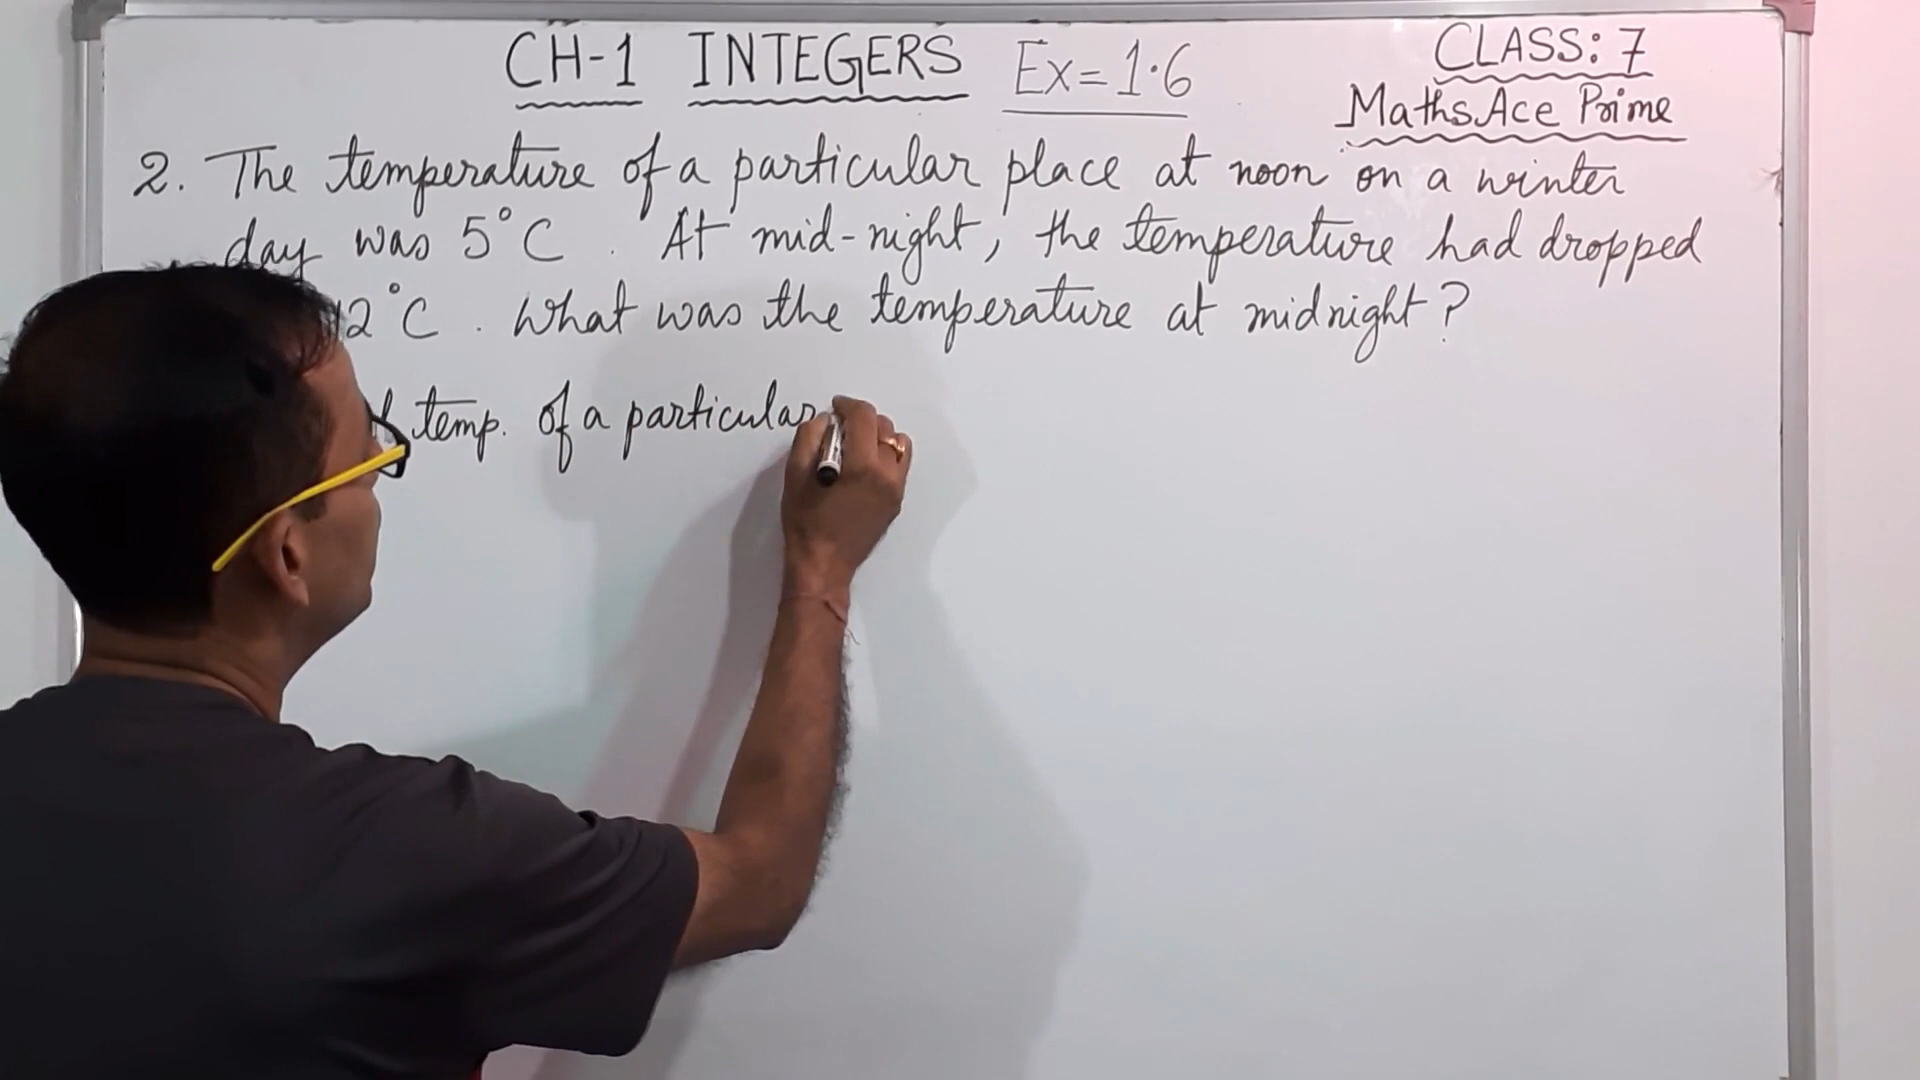 CH-1 INTEGERS Ex=1.6
CLASS: 7
Maths Ace Prime
2. The temperature of a particular place at noon on a winter
day was 5°C. At mid-night, the temperature had dropped
12°C. What was the temperature at midnight?
temp. of a particular